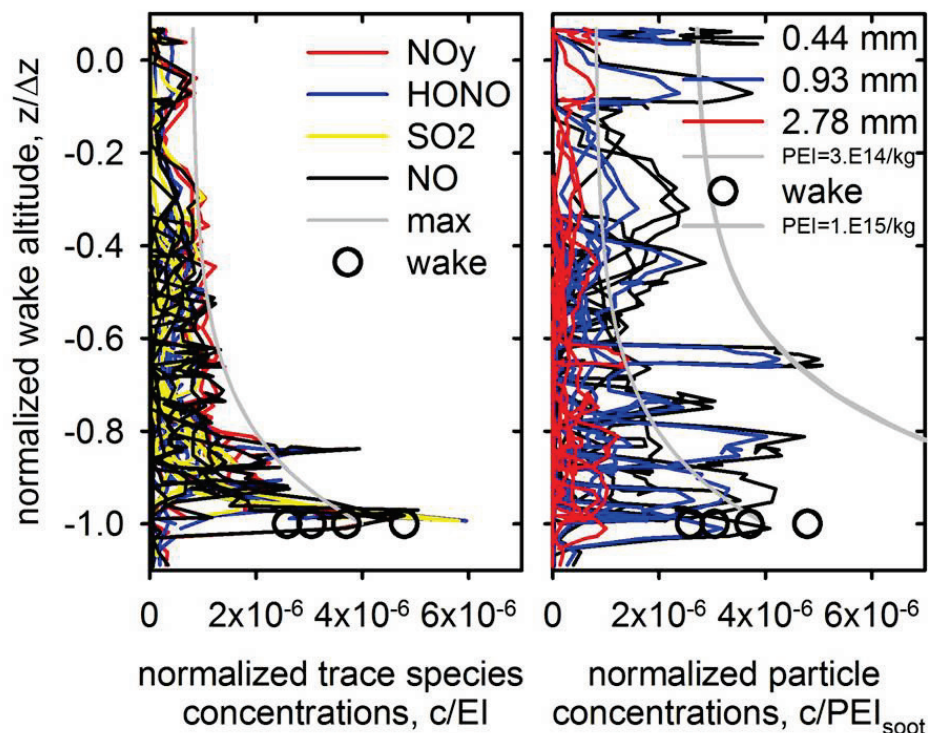 normalized wake altitude, z/Δz
0.0
-0.2
-0.4
-0.6
-0.8
-1.0
NOy
HONO
SO2
NO
max
wake
0
2x10⁻⁶
4x10⁻⁶
6x10⁻⁶
normalized trace species
concentrations, c/EI
0.44 mm
0.93 mm
2.78 mm
PEI=3.E14/kg
wake
PEI=1.E15/kg
0
2x10⁻⁶
4x10⁻⁶
6x10⁻⁶
normalized particle
concentrations, c/PEIsoot